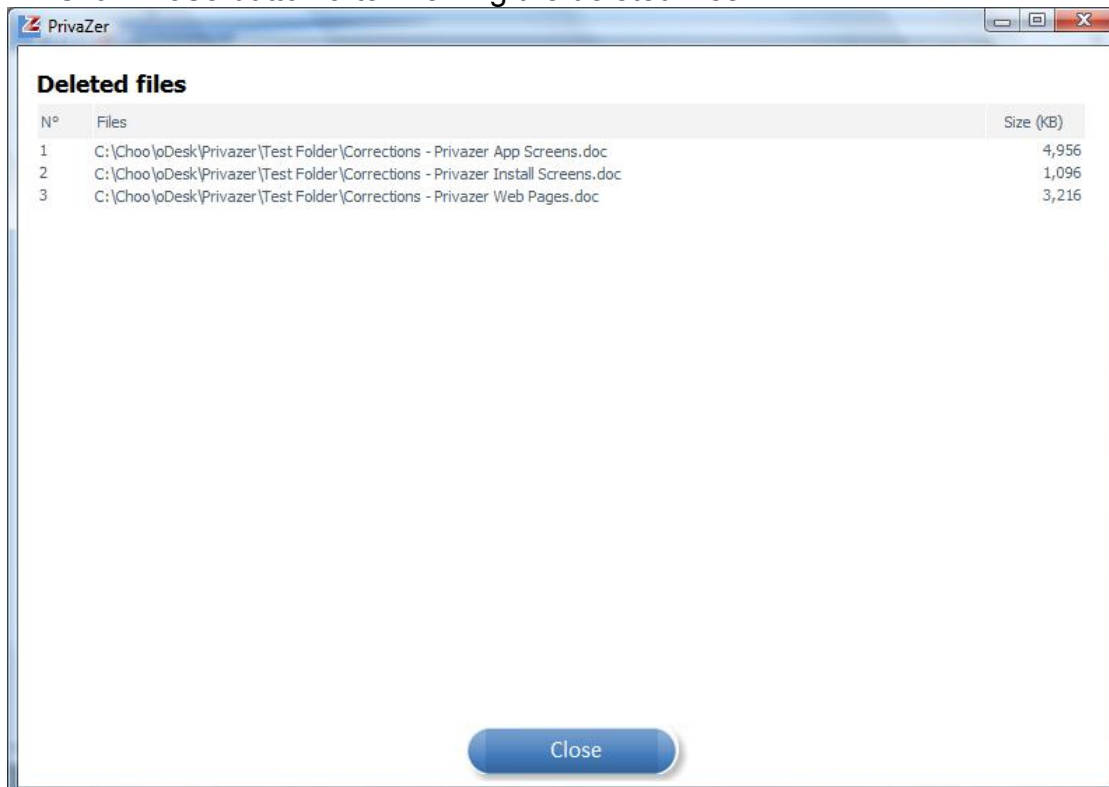 PrivaZer
Deleted files
N° Files Size (KB)
1 C:\Choo\oDesk\Privazer\Test Folder\Corrections - Privazer App Screens.doc 4,956
2 C:\Choo\oDesk\Privazer\Test Folder\Corrections - Privazer Install Screens.doc 1,096
3 C:\Choo\oDesk\Privazer\Test Folder\Corrections - Privazer Web Pages.doc 3,216
Close